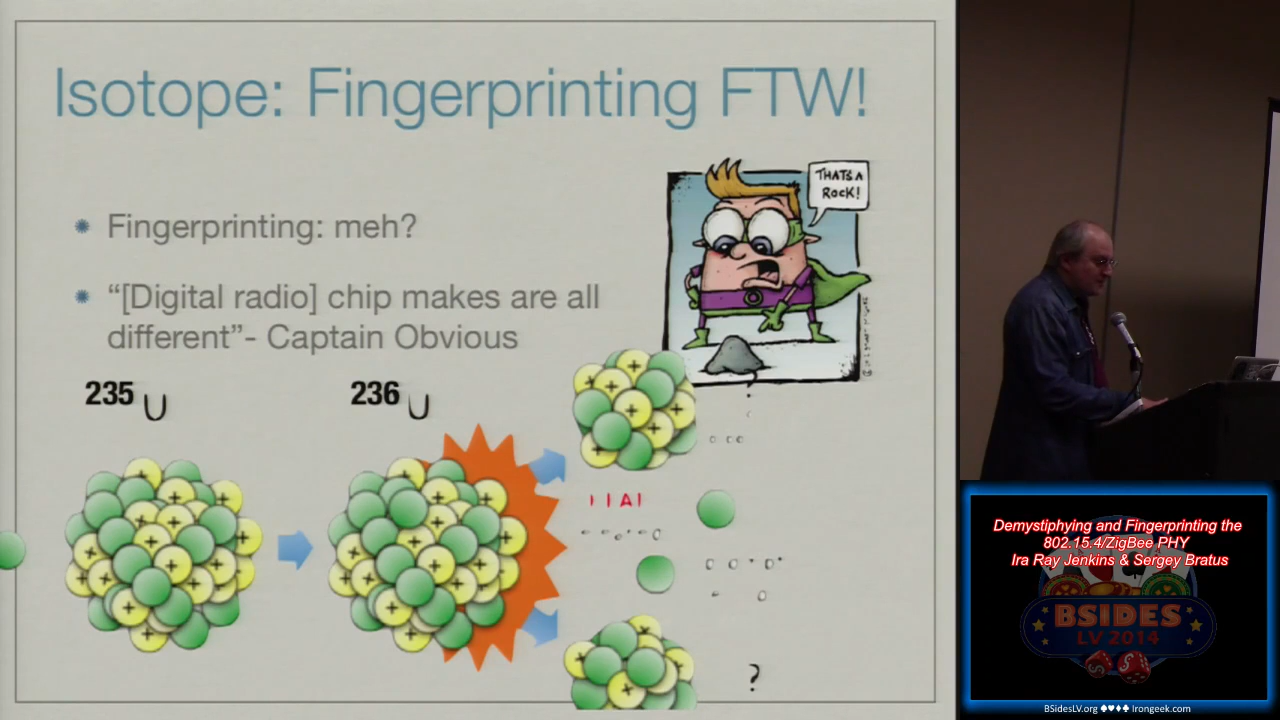 Isotope: Fingerprinting FTW!
THAT'S A
ROCK!
Fingerprinting: meh?
“[Digital radio] chip makes are all
different”- Captain Obvious
235 U
236 U
?
Demystiphying and Fingerprinting the
802.15.4/ZigBee PHY
Ira Ray Jenkins & Sergey Bratus
BSIDES
LV 2014
BSidesLV.org ♠♥♦♣ Irongeek.com